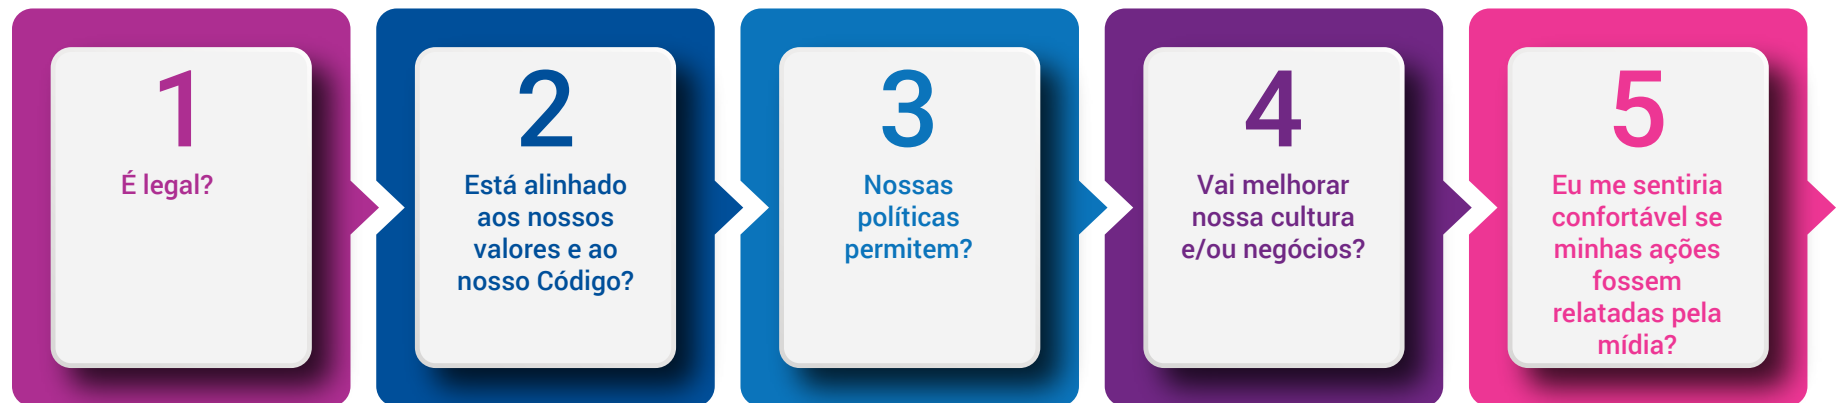 1
É legal?
2
Está alinhado
aos nossos
valores e ao
nosso Código?
3
Nossas
políticas
permitem?
4
Vai melhorar
nossa cultura
e/ou negócios?
5
Eu me sentiria
confortável se
minhas ações
fossem
relatadas pela
mídia?